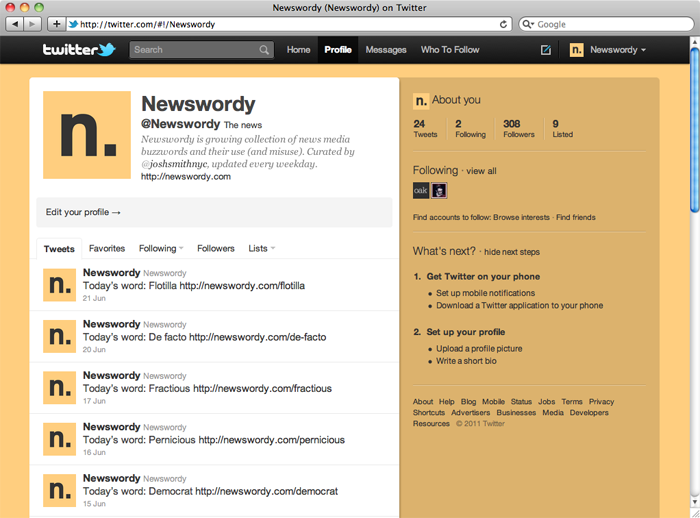 Newswordy (Newswordy) on Twitter
http://twitter.com/#!/Newswordy
Google
twitter
Search
Home Profile Messages Who To Follow
Newswordy
n.
Newswordy
@Newswordy The news
Newswordy is growing collection of news media
buzzwords and their use (and misuse). Curated by
@joshsmithnyc, updated every weekday.
http://newswordy.com
Edit your profile →
Tweets Favorites Following Followers Lists
n.
Newswordy Newswordy
Today's word: Flotilla http://newswordy.com/flotilla
21 Jun
n.
Newswordy Newswordy
Today's word: De facto http://newswordy.com/de-facto
20 Jun
n.
Newswordy Newswordy
Today's word: Fractious http://newswordy.com/fractious
17 Jun
n.
Newswordy Newswordy
Today's word: Pernicious http://newswordy.com/pernicious
16 Jun
n.
Newswordy Newswordy
Today's word: Democrat http://newswordy.com/democrat
15 Jun
n. About you
24 2 308 9
Tweets Following Followers Listed
Following · view all
oak
Find accounts to follow: Browse interests · Find friends
What's next? · hide next steps
1. Get Twitter on your phone
• Set up mobile notifications
• Download a Twitter application to your phone
2. Set up your profile
• Upload a profile picture
• Write a short bio
About Help Blog Mobile Status Jobs Terms Privacy
Shortcuts Advertisers Businesses Media Developers
Resources © 2011 Twitter